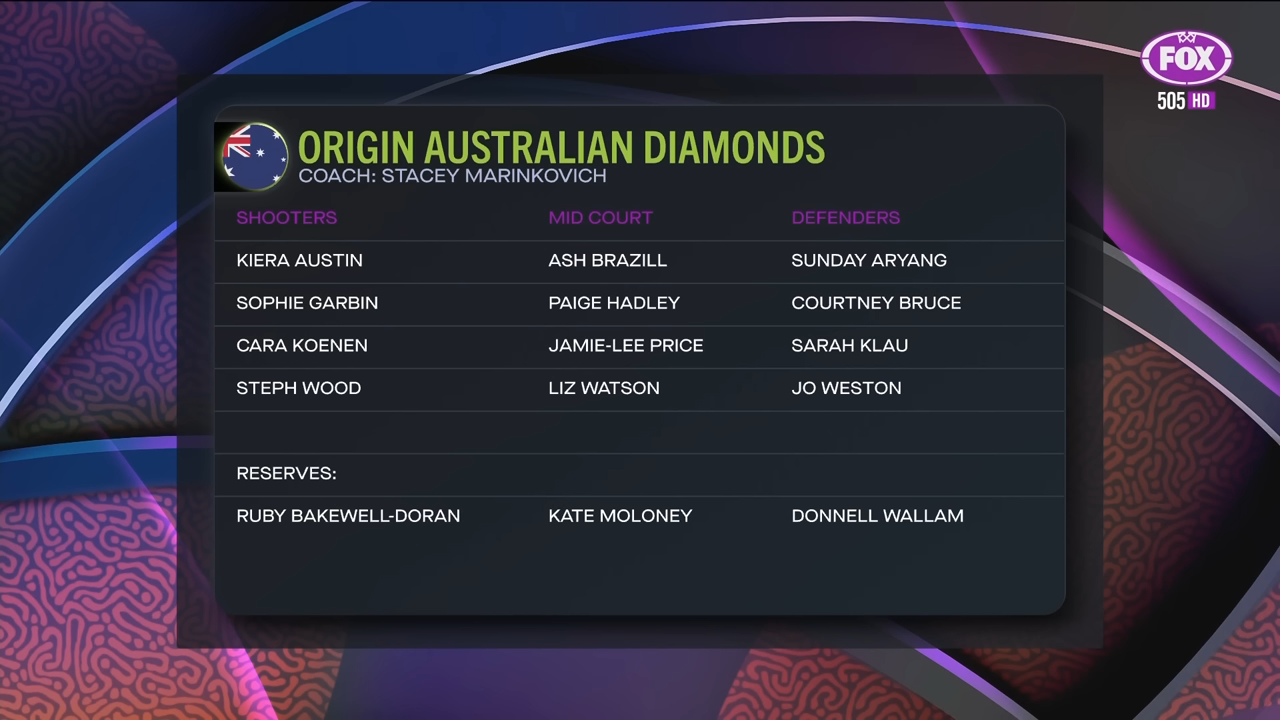 FOX
505 HD
ORIGIN AUSTRALIAN DIAMONDS
COACH: STACEY MARINKOVICH
SHOOTERS MID COURT DEFENDERS
KIERA AUSTIN ASH BRAZILL SUNDAY ARYANG
SOPHIE GARBIN PAIGE HADLEY COURTNEY BRUCE
CARA KOENEN JAMIE-LEE PRICE SARAH KLAU
STEPH WOOD LIZ WATSON JO WESTON
RESERVES:
RUBY BAKEWELL-DORAN KATE MOLONEY DONNELL WALLAM